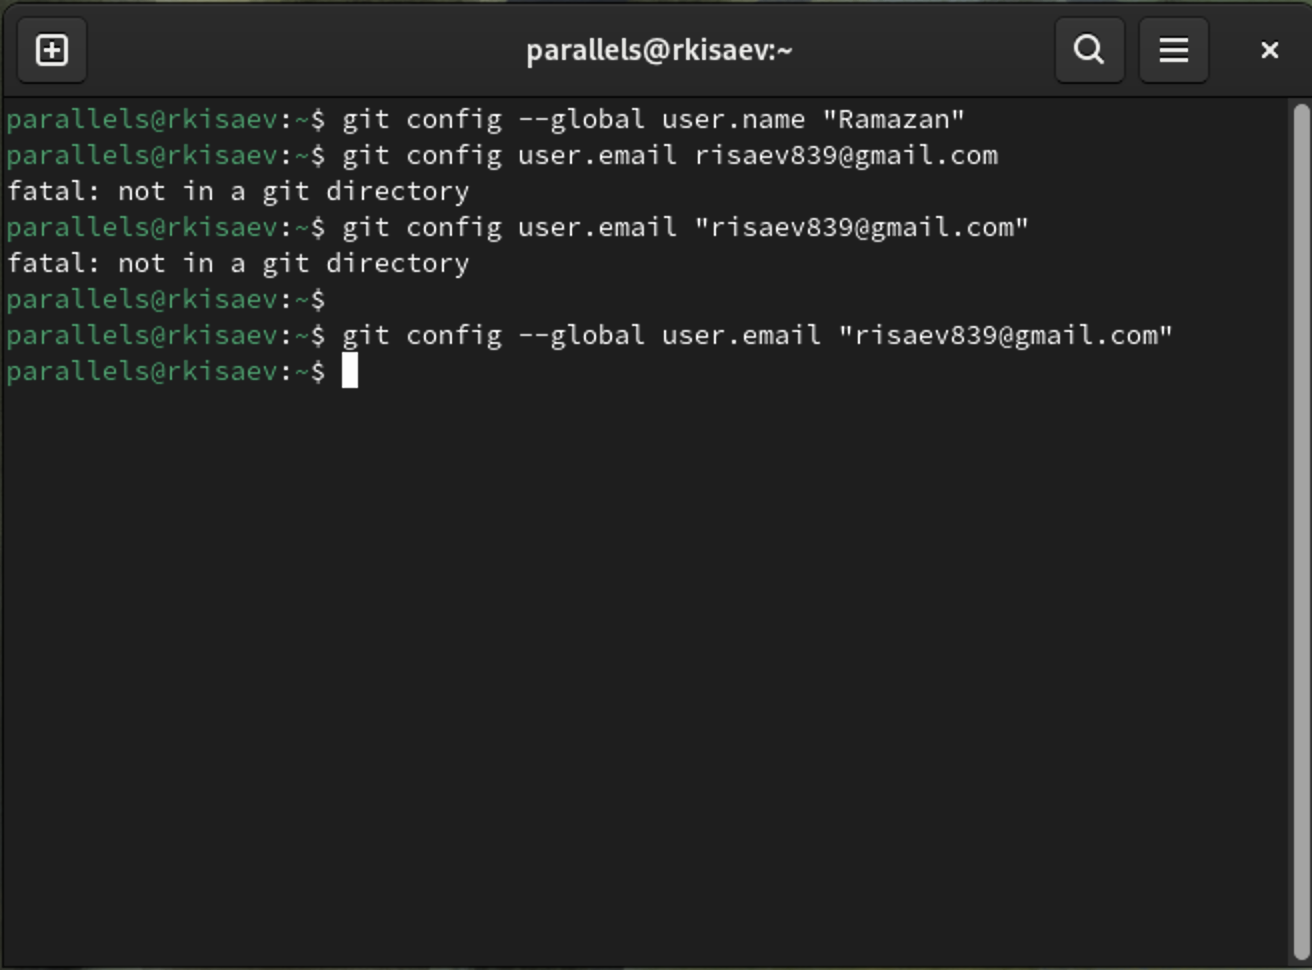 parallels@rkisaev:~
parallels@rkisaev:~$ git config --global user.name "Ramazan"
parallels@rkisaev:~$ git config user.email risaev839@gmail.com
fatal: not in a git directory
parallels@rkisaev:~$ git config user.email "risaev839@gmail.com"
fatal: not in a git directory
parallels@rkisaev:~$
parallels@rkisaev:~$ git config --global user.email "risaev839@gmail.com"
parallels@rkisaev:~$